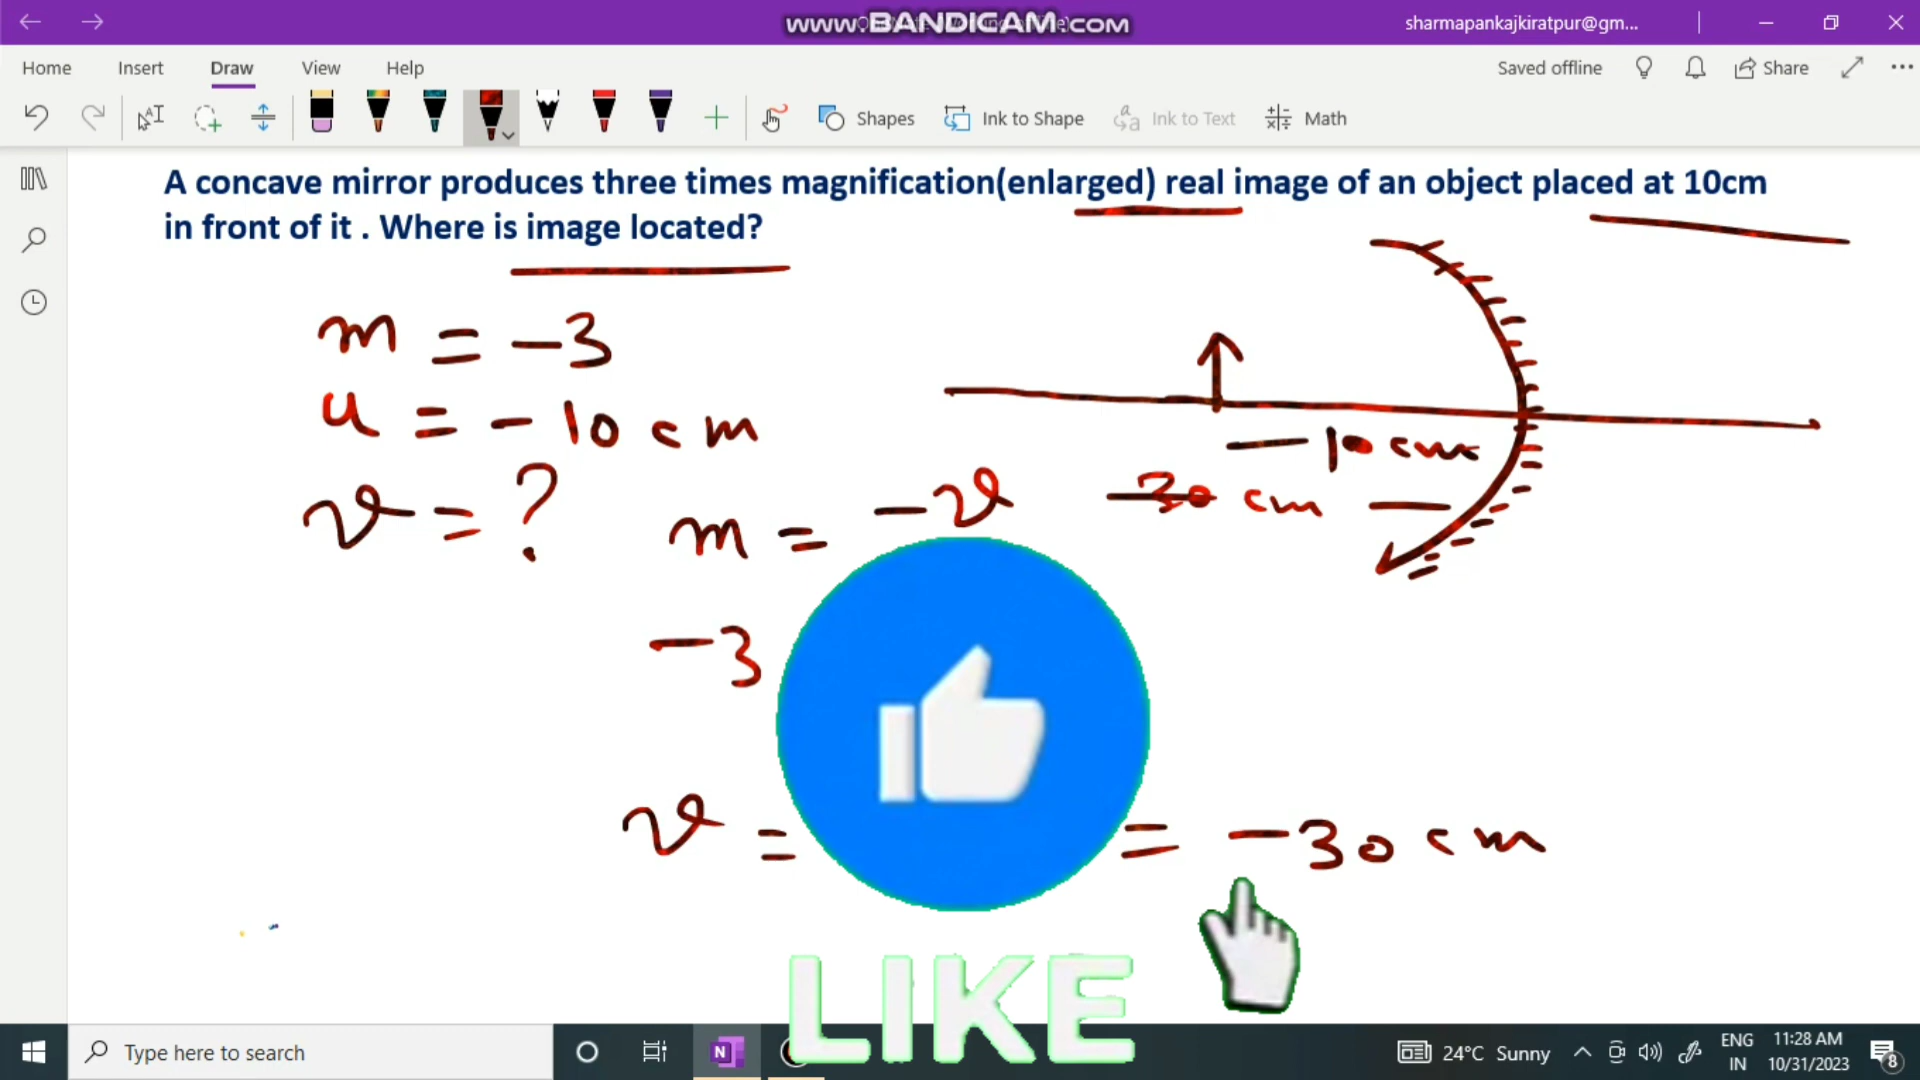 www.BANDICAM.com
sharmapankajkiratpur@gm...
Home Insert Draw View Help
Saved offline Share
Shapes Ink to Shape Ink to Text Math
A concave mirror produces three times magnification(enlarged) real image of an object placed at 10cm
in front of it . Where is image located?
m = -3
u = -10 cm
v = ?
m = -v
-10 cm
-30 cm
-3
v = = -30 cm
LIKE
Type here to search
N
24°C Sunny
ENG
IN
11:28 AM
10/31/2023
8